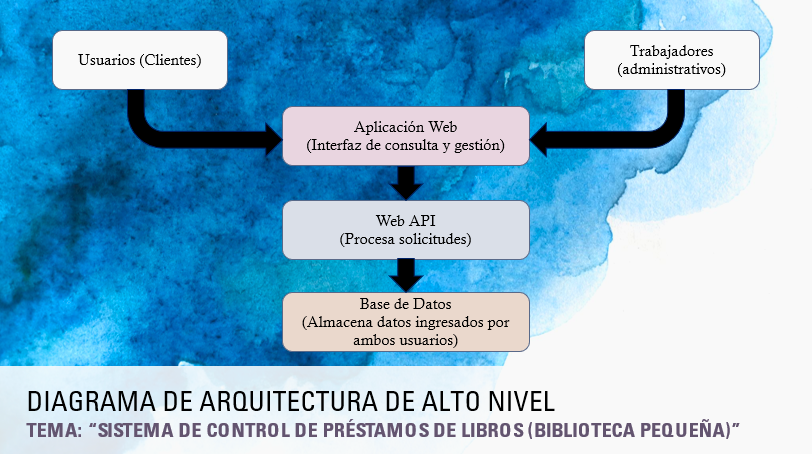 Usuarios (Clientes)
Trabajadores
(administrativos)
Aplicación Web
(Interfaz de consulta y gestión)
Web API
(Procesa solicitudes)
Base de Datos
(Almacena datos ingresados por
ambos usuarios)
DIAGRAMA DE ARQUITECTURA DE ALTO NIVEL
TEMA: “SISTEMA DE CONTROL DE PRÉSTAMOS DE LIBROS (BIBLIOTECA PEQUEÑA)”